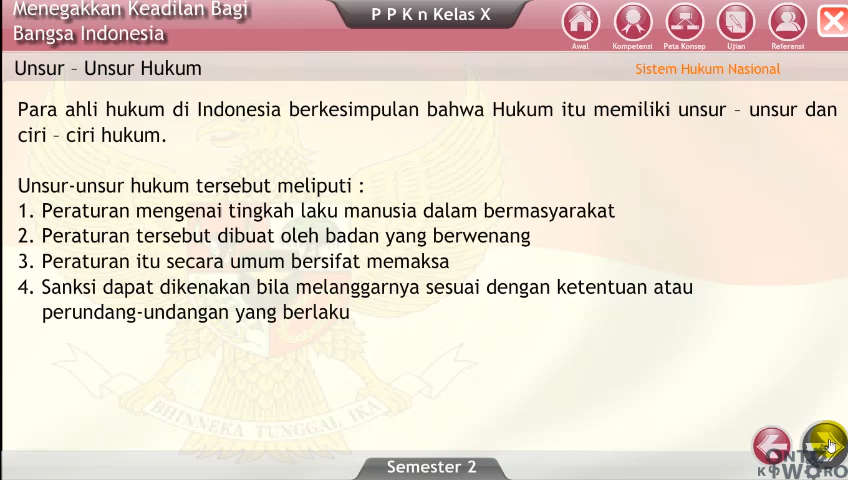 Menegakkan Keadilan Bagi
Bangsa Indonesia
P P K n Kelas X
Awal
Kompetensi
Peta Konsep
Ujian
Referensi
Unsur – Unsur Hukum
Sistem Hukum Nasional
Para ahli hukum di Indonesia berkesimpulan bahwa Hukum itu memiliki unsur – unsur dan
ciri – ciri hukum.
Unsur-unsur hukum tersebut meliputi :
1. Peraturan mengenai tingkah laku manusia dalam bermasyarakat
2. Peraturan tersebut dibuat oleh badan yang berwenang
3. Peraturan itu secara umum bersifat memaksa
4. Sanksi dapat dikenakan bila melanggarnya sesuai dengan ketentuan atau
perundang-undangan yang berlaku
BHINNEKA TUNGGAL IKA
Semester 2